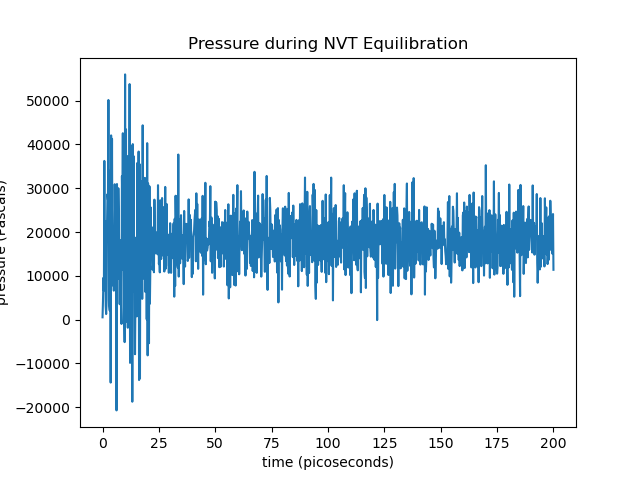 Pressure during NVT Equilibration
pressure (Pascals)
50000
40000
30000
20000
10000
0
−10000
−20000
0 25 50 75 100 125 150 175 200
time (picoseconds)